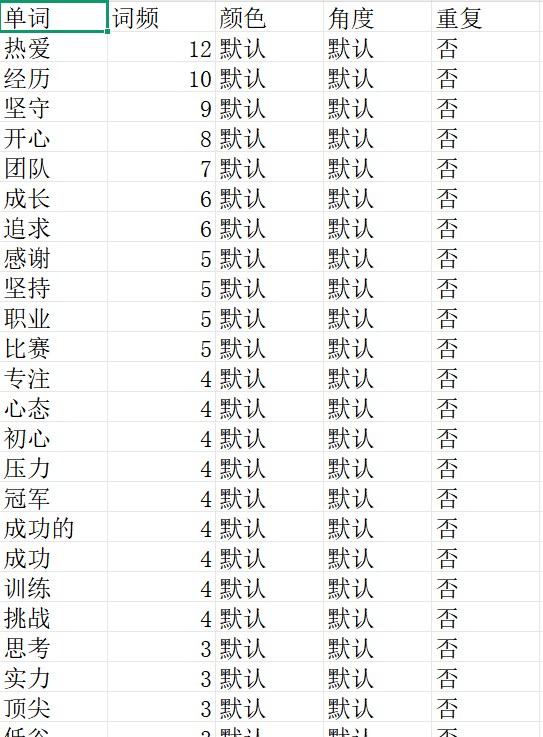 单词 词频 颜色 角度 重复
热爱 12 默认 默认 否
经历 10 默认 默认 否
坚守 9 默认 默认 否
开心 8 默认 默认 否
团队 7 默认 默认 否
成长 6 默认 默认 否
追求 6 默认 默认 否
感谢 5 默认 默认 否
坚持 5 默认 默认 否
职业 5 默认 默认 否
比赛 5 默认 默认 否
专注 4 默认 默认 否
心态 4 默认 默认 否
初心 4 默认 默认 否
压力 4 默认 默认 否
冠军 4 默认 默认 否
成功的 4 默认 默认 否
成功 4 默认 默认 否
训练 4 默认 默认 否
挑战 4 默认 默认 否
思考 3 默认 默认 否
实力 3 默认 默认 否
顶尖 3 默认 默认 否